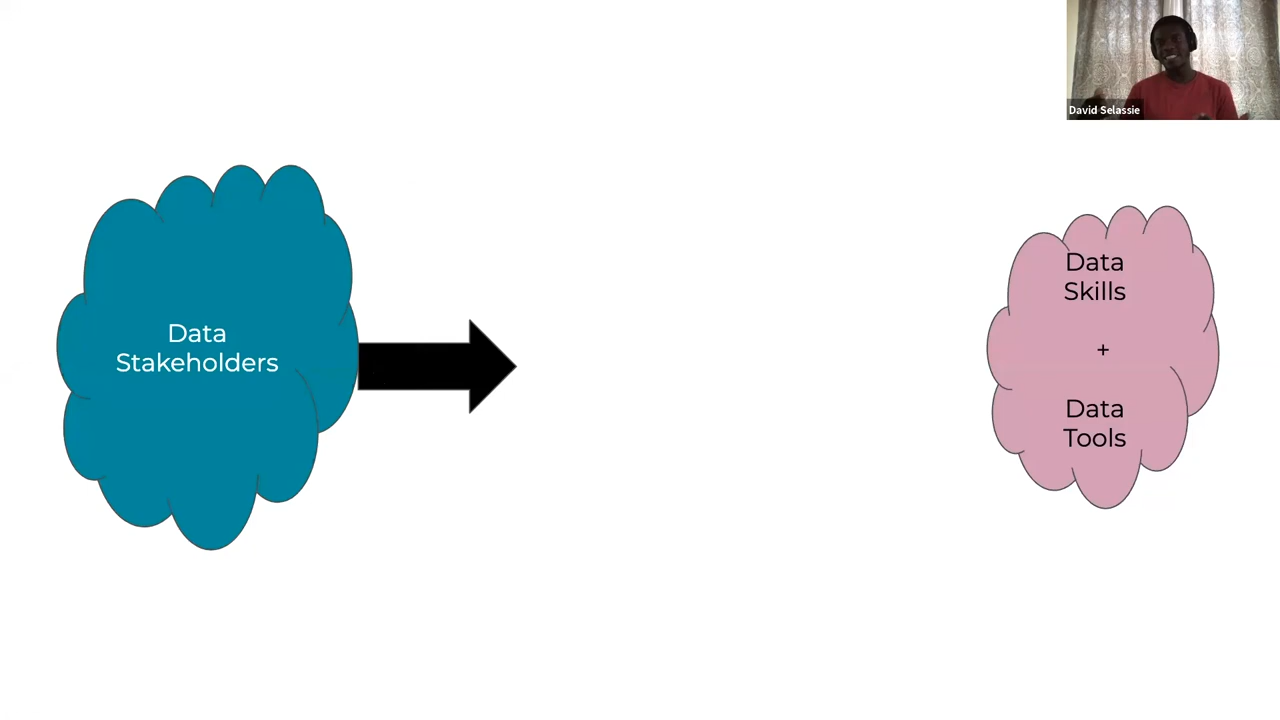 David Selassie
Data
Stakeholders
Data
Skills
+
Data
Tools